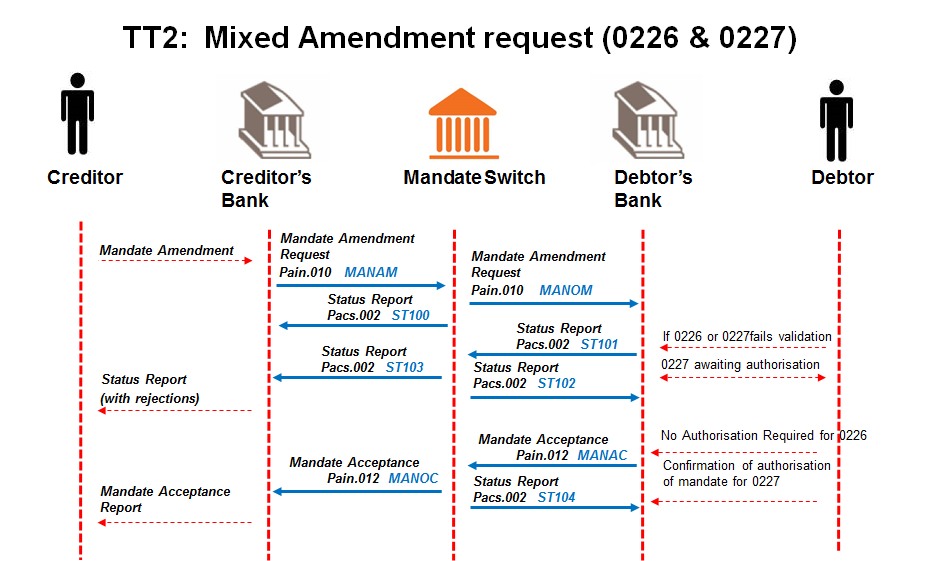 TT2:  Mixed Amendment request (0226 & 0227)
Creditor
Creditor's
Bank
Mandate Switch
Debtor's
Bank
Debtor
Mandate Amendment
Mandate Amendment
Request
Pain.010 MANAM
Mandate Amendment
Request
Pain.010 MANOM
Status Report
Pacs.002 ST100
Status Report
Pacs.002 ST101
If 0226 or 0227fails validation
Status Report
Pacs.002 ST103
Status Report
Pacs.002 ST102
0227 awaiting authorisation
Status Report
(with rejections)
No Authorisation Required for 0226
Mandate Acceptance
Pain.012 MANAC
Mandate Acceptance
Pain.012 MANOC
Confirmation of authorisation
of mandate for 0227
Status Report
Pacs.002 ST104
Mandate Acceptance
Report